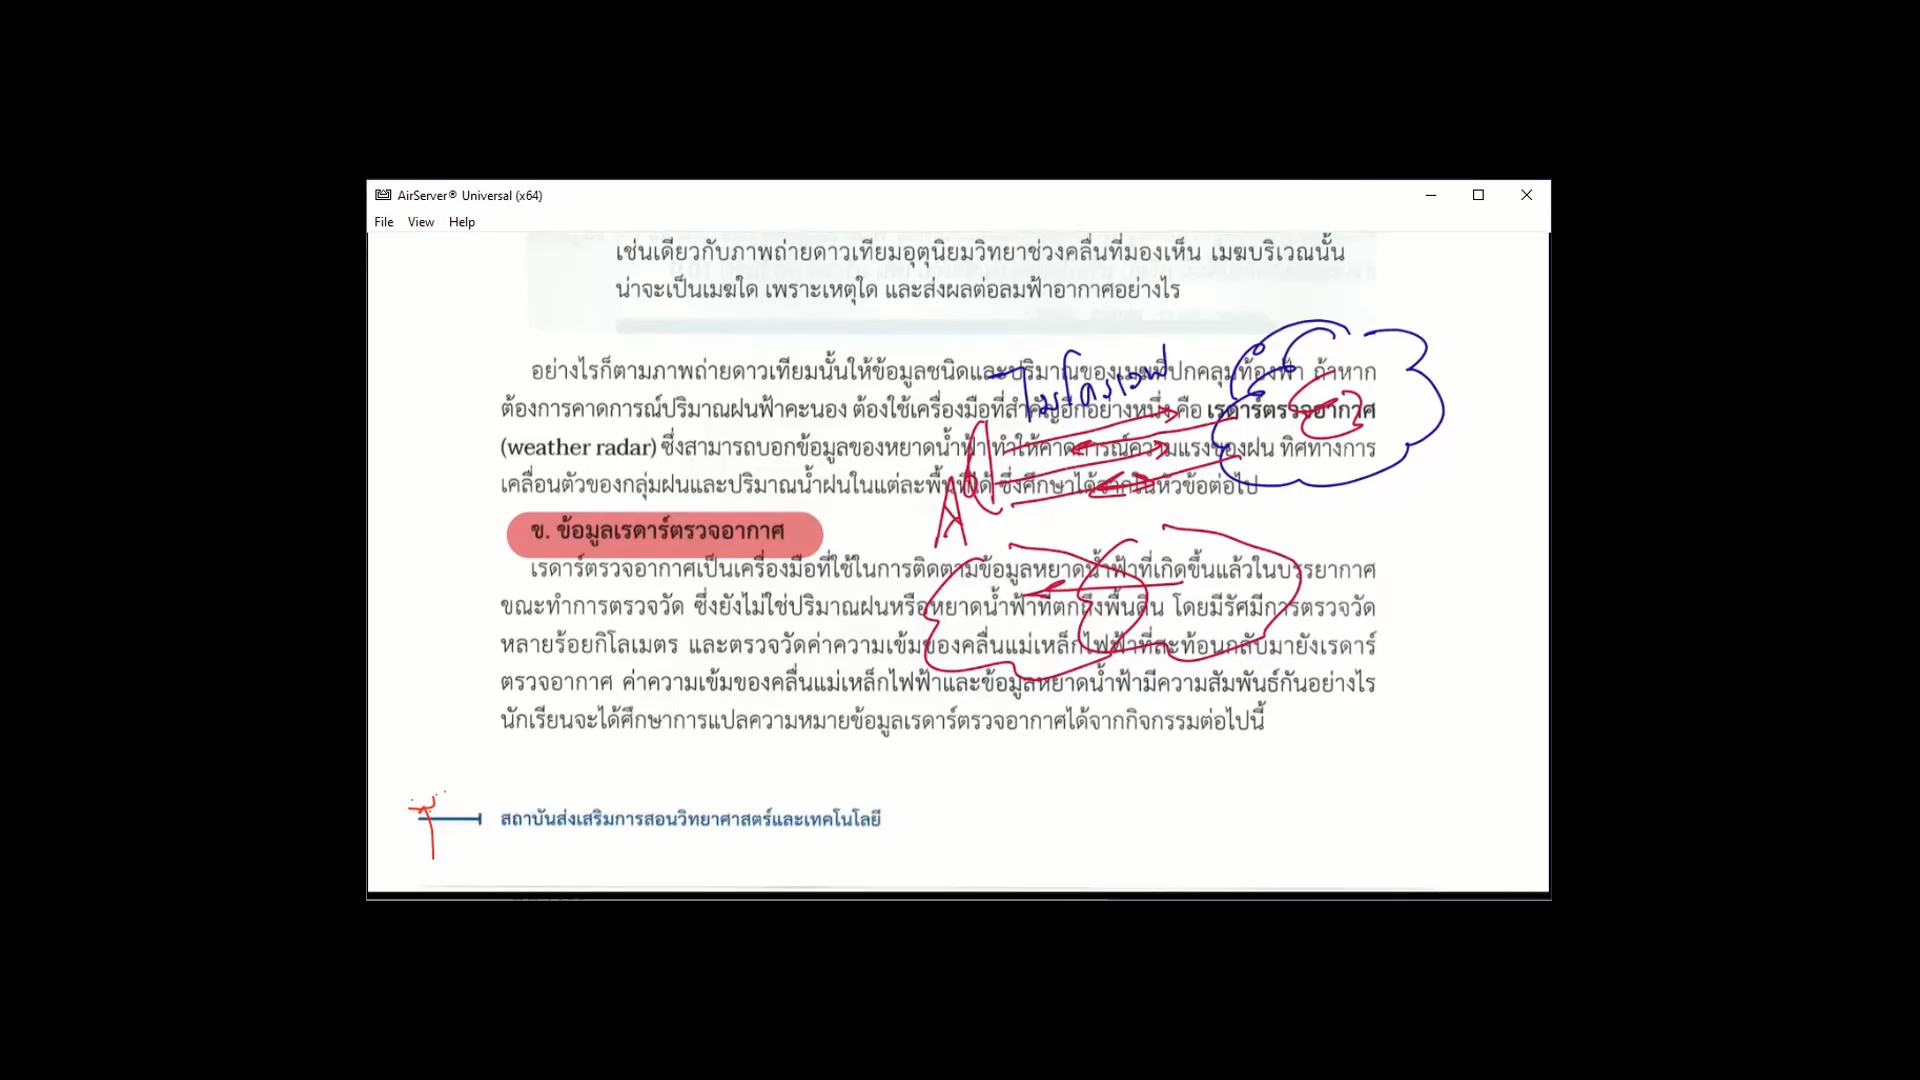 AirServer® Universal (x64)
File View Help
เช่นเดียวกับภาพถ่ายดาวเทียมอุตุนิยมวิทยาช่วงคลื่นที่มองเห็น เมฆบริเวณนั้น
น่าจะเป็นเมฆใด เพราะเหตุใด และส่งผลต่อลมฟ้าอากาศอย่างไร
อย่างไรก็ตามภาพถ่ายดาวเทียมนั้นให้ข้อมูลชนิดและปริมาณของเมฆที่ปกคลุมท้องฟ้า ถ้าหาก
ไมโครเวฟ
ต้องการคาดการณ์ปริมาณฝนฟ้าคะนอง ต้องใช้เครื่องมือที่สำคัญอีกอย่างหนึ่ง คือ เรดาร์ตรวจอากาศ
(weather radar) ซึ่งสามารถบอกข้อมูลของหยาดน้ำฟ้า ทำให้คาดการณ์ความแรงของฝน ทิศทางการ
เคลื่อนตัวของกลุ่มฝนและปริมาณน้ำฝนในแต่ละพื้นที่ได้ ซึ่งศึกษาได้จากในหัวข้อต่อไป
ข. ข้อมูลเรดาร์ตรวจอากาศ
เรดาร์ตรวจอากาศเป็นเครื่องมือที่ใช้ในการติดตามข้อมูลหยาดน้ำฟ้าที่เกิดขึ้นแล้วในบรรยากาศ
ขณะทำการตรวจวัด ซึ่งยังไม่ใช่ปริมาณฝนหรือหยาดน้ำฟ้าที่ตกถึงพื้นดิน โดยมีรัศมีการตรวจวัด
หลายร้อยกิโลเมตร และตรวจวัดค่าความเข้มของคลื่นแม่เหล็กไฟฟ้าที่สะท้อนกลับมายังเรดาร์
ตรวจอากาศ ค่าความเข้มของคลื่นแม่เหล็กไฟฟ้าและข้อมูลหยาดน้ำฟ้ามีความสัมพันธ์กันอย่างไร
นักเรียนจะได้ศึกษาการแปลความหมายข้อมูลเรดาร์ตรวจอากาศได้จากกิจกรรมต่อไปนี้
สถาบันส่งเสริมการสอนวิทยาศาสตร์และเทคโนโลยี